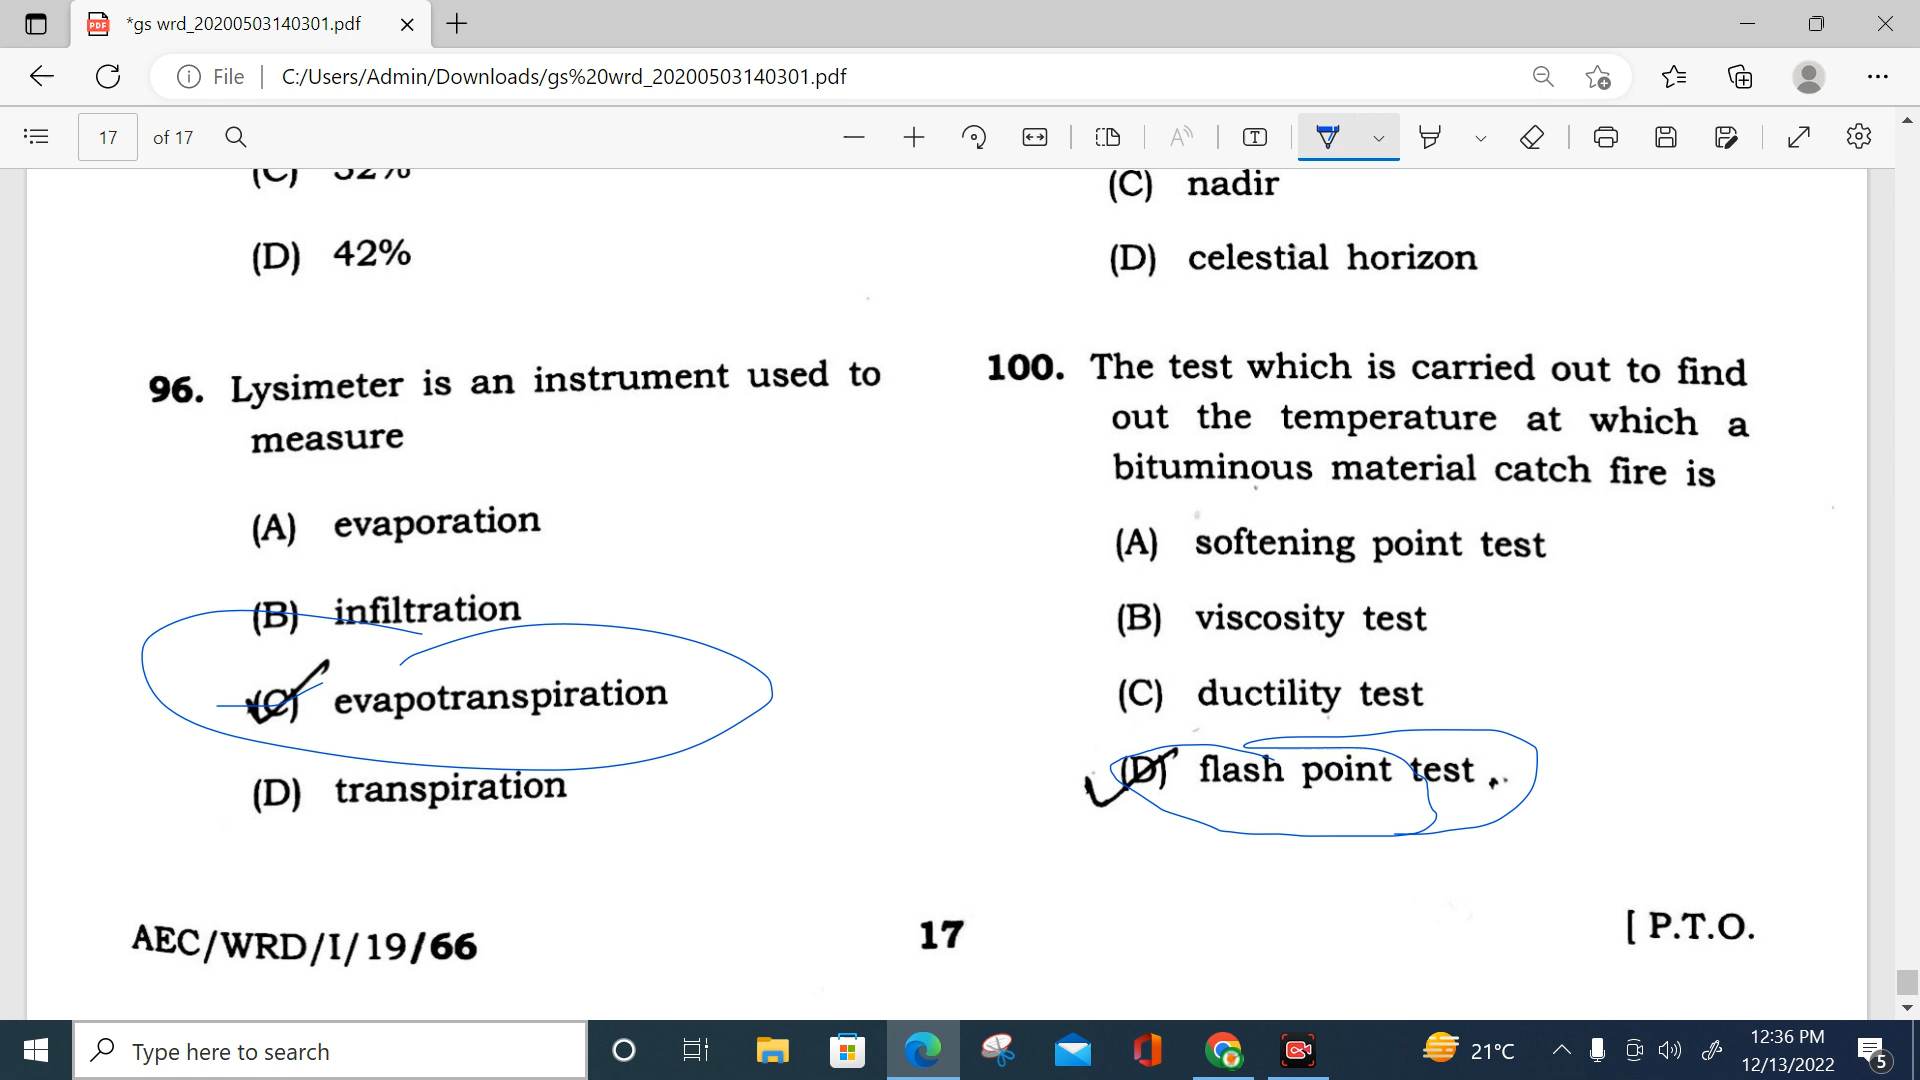 *gs wrd_20200503140301.pdf
File
C:/Users/Admin/Downloads/gs%20wrd_20200503140301.pdf
17 of 17
(D) 42%
96. Lysimeter is an instrument used to
measure
(A) evaporation
(B) infiltration
(C) evapotranspiration
(D) transpiration
(C) nadir
(D) celestial horizon
100. The test which is carried out to find
out the temperature at which a
bituminous material catch fire is
(A) softening point test
(B) viscosity test
(C) ductility test
(D) flash point test
AEC/WRD/I/19/66
17
[ P.T.O.
Type here to search
21°C
12:36 PM
12/13/2022
5